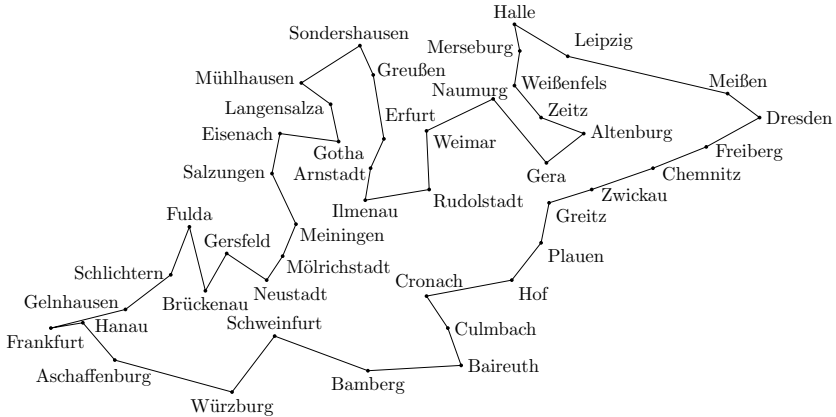 Halle
Sondershausen
Leipzig
Merseburg
Greußen
Mühlhausen
Meißen
Weißenfels
Naumurg
Langensalza
Zeitz
Erfurt
Dresden
Eisenach
Altenburg
Weimar
Gotha
Freiberg
Salzungen
Arnstadt
Gera
Chemnitz
Zwickau
Ilmenau
Rudolstadt
Greitz
Fulda
Meiningen
Gersfeld
Plauen
Mölrichstadt
Schlichtern
Cronach
Neustadt
Hof
Gelnhausen
Brückenau
Hanau
Schweinfurt
Culmbach
Frankfurt
Baireuth
Aschaffenburg
Bamberg
Würzburg